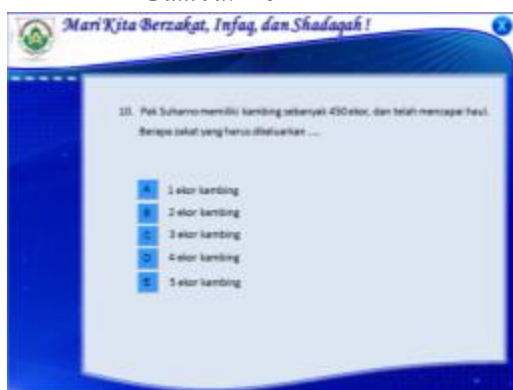 Mari Kita Berzakat, Infaq, dan Shadaqah !
X
10. Pak Suharno memiliki kambing sebanyak 450 ekor, dan telah mencapai haul.
Berapa zakat yang harus dikeluarkan ....
A 1 ekor kambing
B 2 ekor kambing
C 3 ekor kambing
D 4 ekor kambing
E 5 ekor kambing